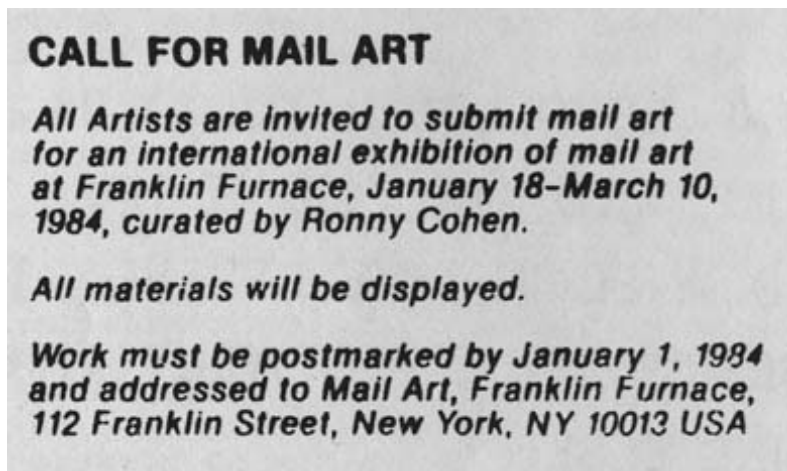 CALL FOR MAIL ART
All Artists are invited to submit mail art
for an international exhibition of mail art
at Franklin Furnace, January 18–March 10,
1984, curated by Ronny Cohen.
All materials will be displayed.
Work must be postmarked by January 1, 1984
and addressed to Mail Art, Franklin Furnace,
112 Franklin Street, New York, NY 10013 USA